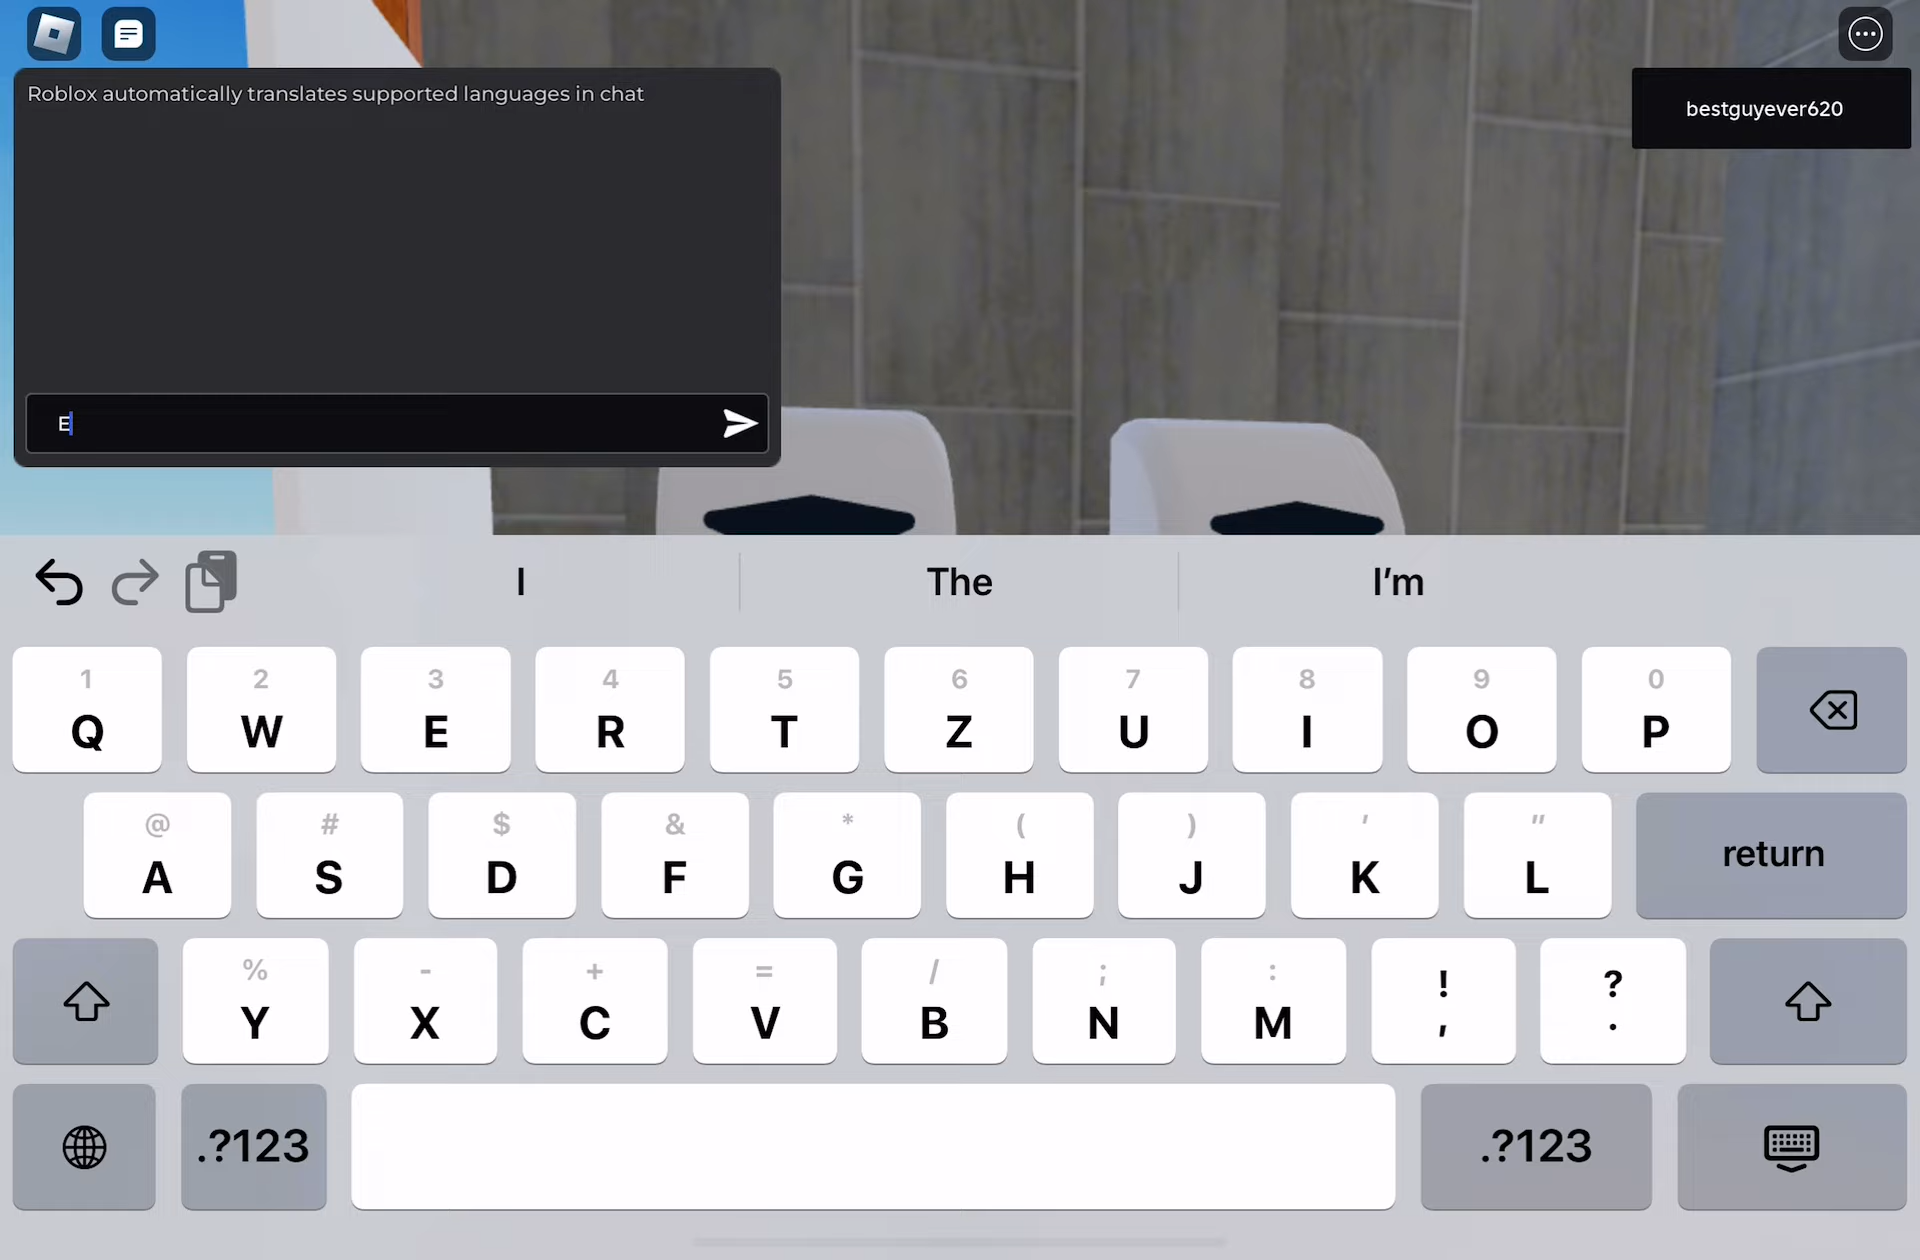 Roblox automatically translates supported languages in chat
bestguyever620
E
I The I’m
1 2 3 4 5 6 7 8 9 0
Q W E R T Z U I O P
@ # $ & * ( ) ' "
A S D F G H J K L return
% - + = / ; : ! ?
Y X C V B N M , .
.?123 .?123